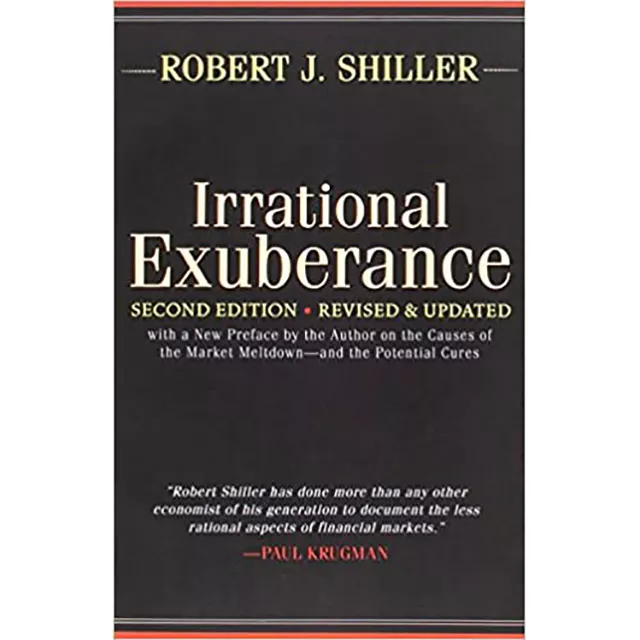 ROBERT J. SHILLER
Irrational
Exuberance
SECOND EDITION • REVISED & UPDATED
with a New Preface by the Author on the Causes of
the Market Meltdown—and the Potential Cures
"Robert Shiller has done more than any other
economist of his generation to document the less
rational aspects of financial markets."
—PAUL KRUGMAN